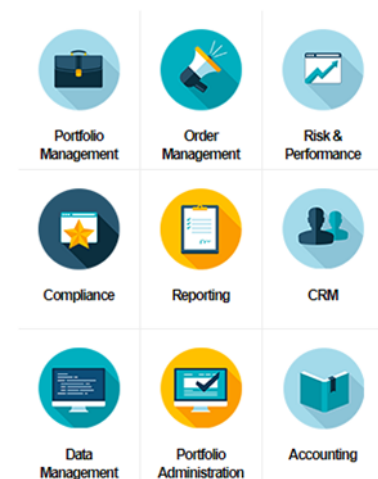 Portfolio
Management
Order
Management
Risk &
Performance
Compliance
Reporting
CRM
Data
Management
Portfolio
Administration
Accounting